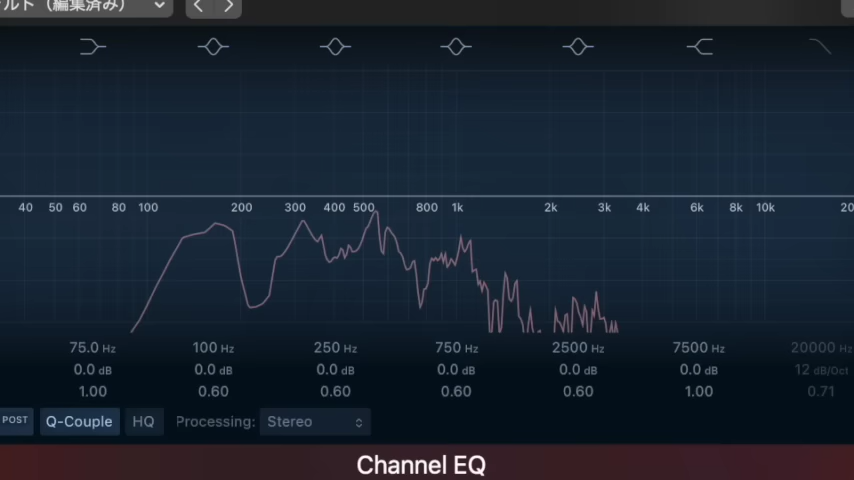 ルト（編集済み）
40 50 60 80 100 200 300 400 500 800 1k 2k 3k 4k 6k 8k 10k 20
75.0 Hz 100 Hz 250 Hz 750 Hz 2500 Hz 7500 Hz 20000 Hz
0.0 dB 0.0 dB 0.0 dB 0.0 dB 0.0 dB 0.0 dB 12 dB/Oct
1.00 0.60 0.60 0.60 0.60 1.00 0.71
POST Q-Couple HQ Processing: Stereo
Channel EQ